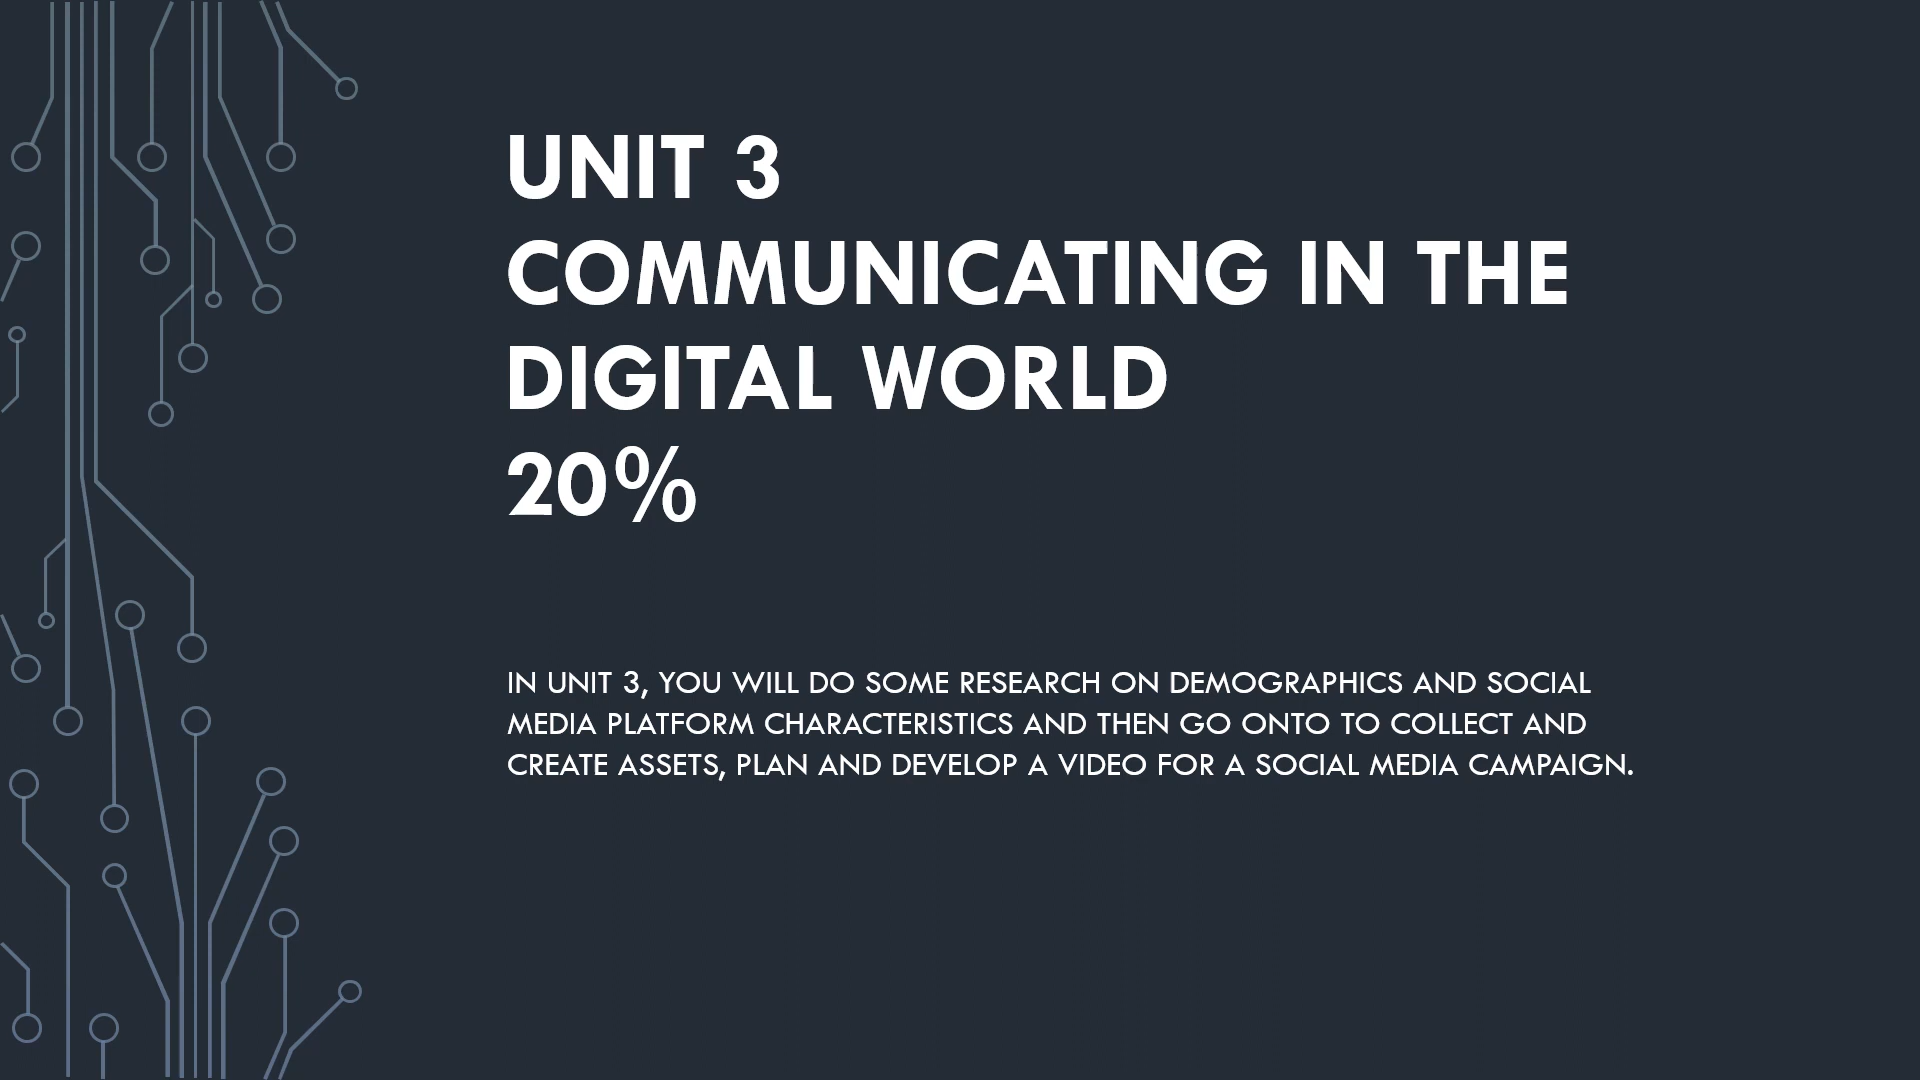 UNIT 3
COMMUNICATING IN THE
DIGITAL WORLD
20%
IN UNIT 3, YOU WILL DO SOME RESEARCH ON DEMOGRAPHICS AND SOCIAL
MEDIA PLATFORM CHARACTERISTICS AND THEN GO ONTO TO COLLECT AND
CREATE ASSETS, PLAN AND DEVELOP A VIDEO FOR A SOCIAL MEDIA CAMPAIGN.